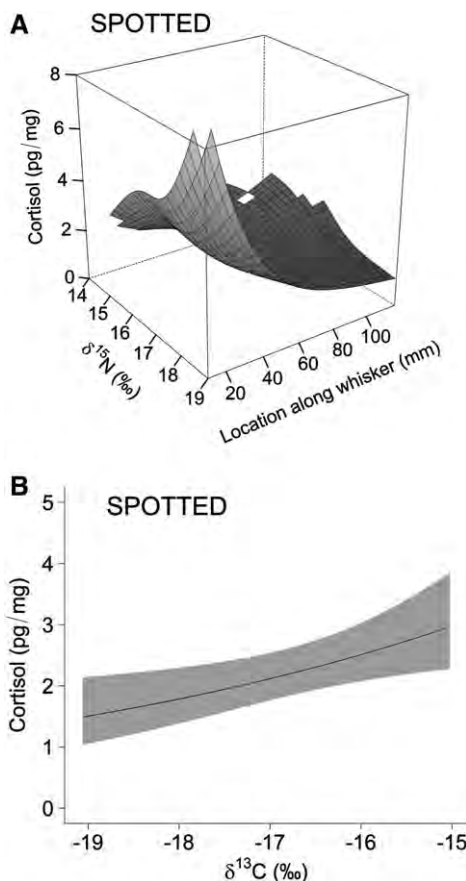 A SPOTTED
Cortisol (pg/mg)
8
6
4
2
0
14
15
16
17
18
19
δ¹⁵N (‰)
20
40
60
80
100
Location along whisker (mm)
B
SPOTTED
Cortisol (pg/mg)
5
4
3
2
1
0
-19 -18 -17 -16 -15
δ¹³C (‰)